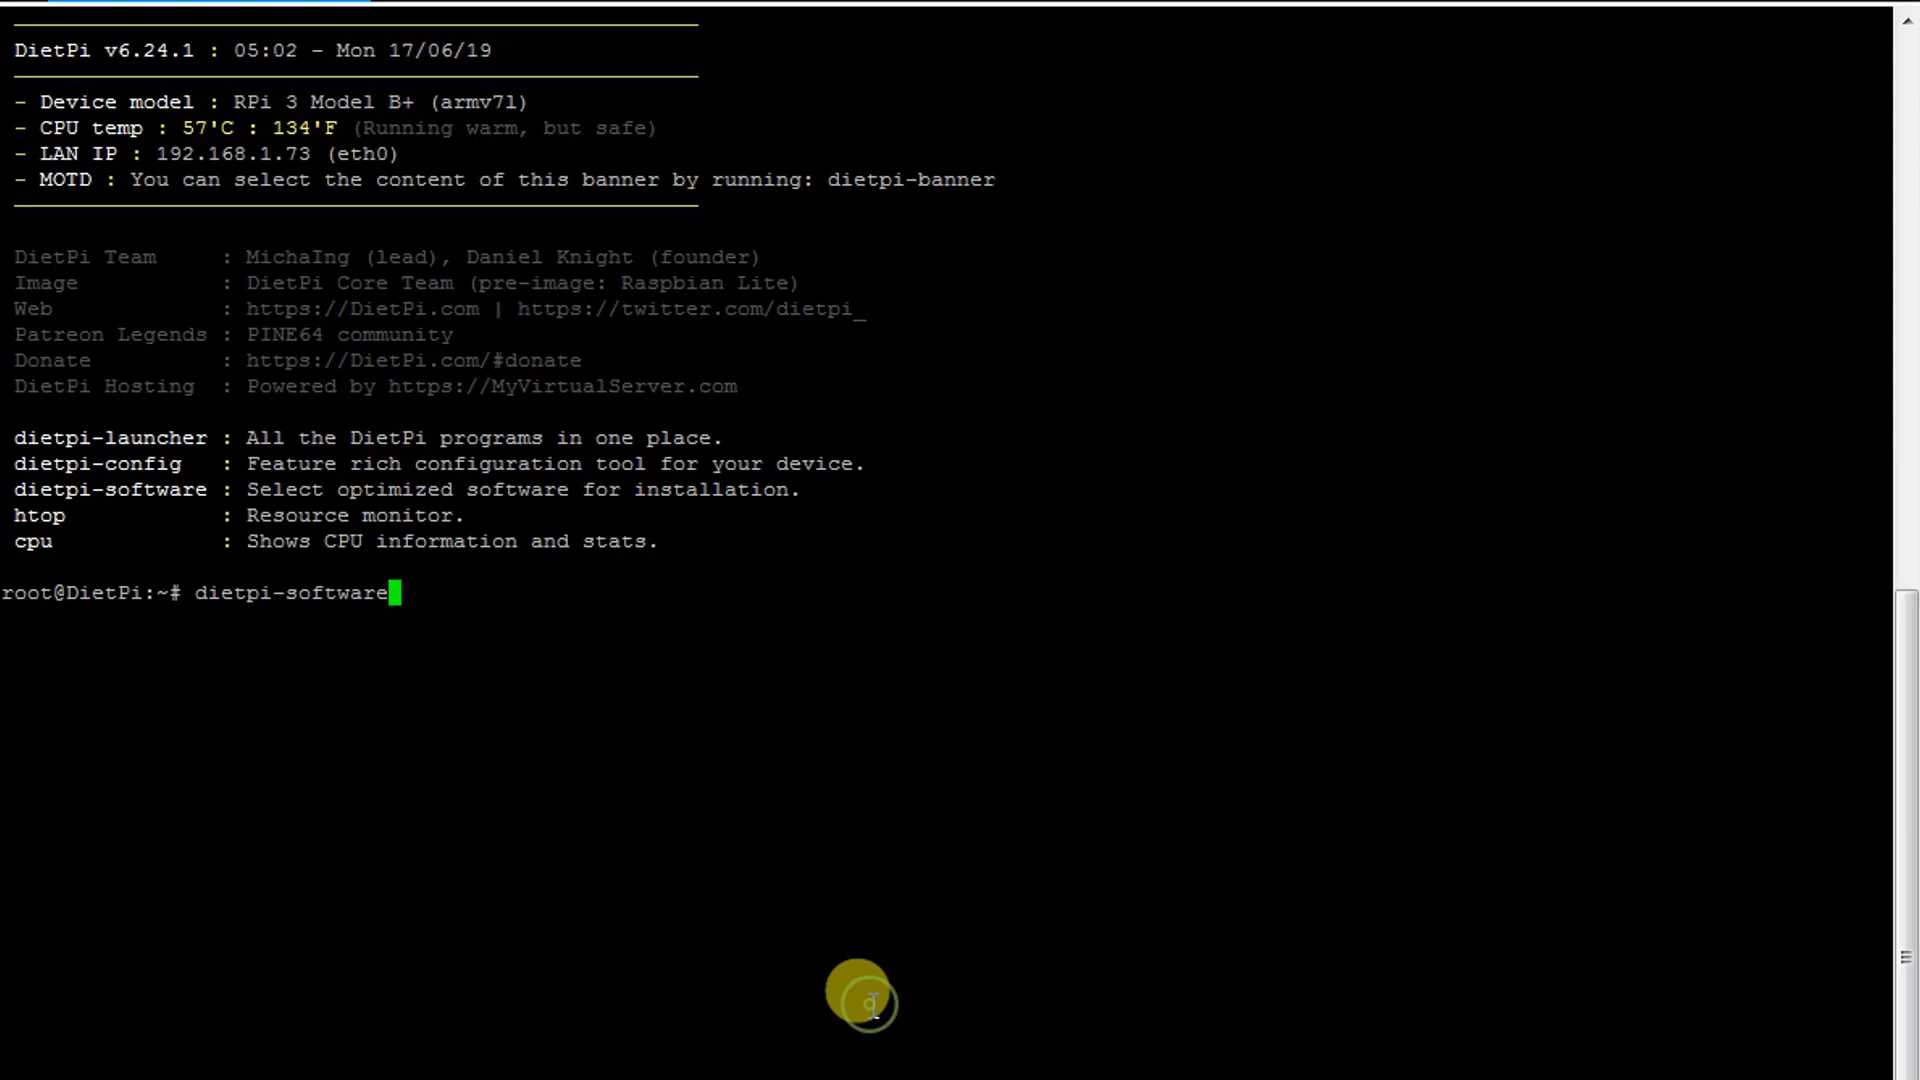 DietPi v6.24.1 : 05:02 - Mon 17/06/19
- Device model : RPi 3 Model B+ (armv7l)
- CPU temp : 57'C : 134'F (Running warm, but safe)
- LAN IP : 192.168.1.73 (eth0)
- MOTD : You can select the content of this banner by running: dietpi-banner
DietPi Team : MichaIng (lead), Daniel Knight (founder)
Image : DietPi Core Team (pre-image: Raspbian Lite)
Web : https://DietPi.com | https://twitter.com/dietpi_
Patreon Legends : PINE64 community
Donate : https://DietPi.com/#donate
DietPi Hosting : Powered by https://MyVirtualServer.com
dietpi-launcher : All the DietPi programs in one place.
dietpi-config : Feature rich configuration tool for your device.
dietpi-software : Select optimized software for installation.
htop : Resource monitor.
cpu : Shows CPU information and stats.
root@DietPi:~# dietpi-software